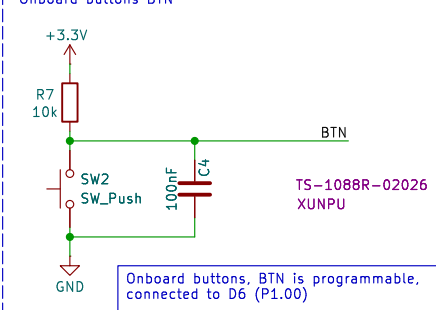 Onboard buttons BTN
+3.3V
R7
10k
BTN
SW2
SW_Push
100nF
C4
TS-1088R-02026
XUNPU
GND
Onboard buttons, BTN is programmable,
connected to D6 (P1.00)